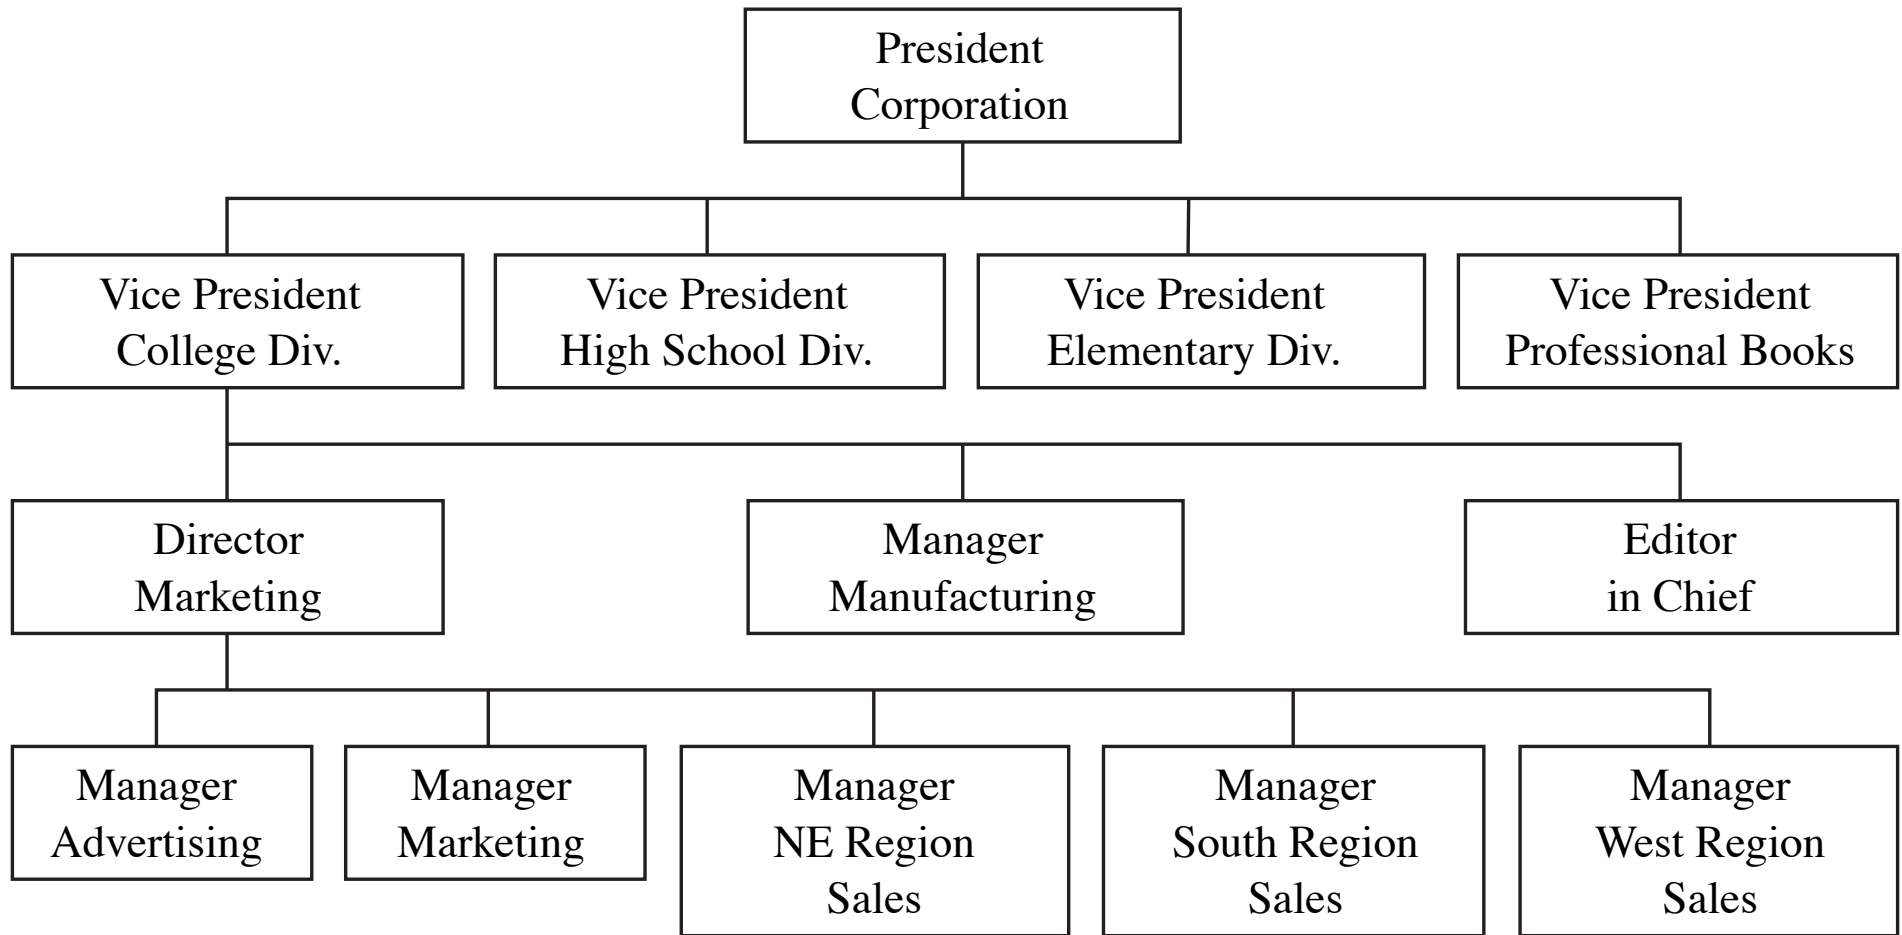 President
Corporation
Vice President
College Div.
Vice President
High School Div.
Vice President
Elementary Div.
Vice President
Professional Books
Director
Marketing
Manager
Manufacturing
Editor
in Chief
Manager
Advertising
Manager
Marketing
Manager
NE Region
Sales
Manager
South Region
Sales
Manager
West Region
Sales